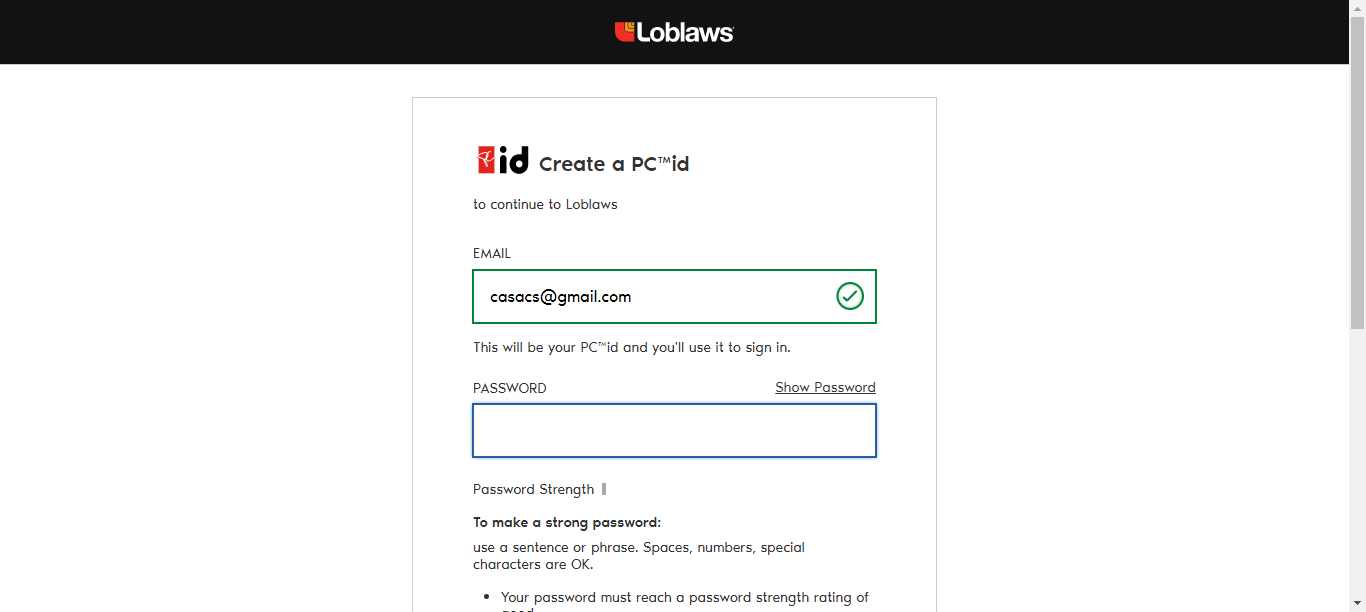 Loblaws
id Create a PC™id
to continue to Loblaws
EMAIL
casacs@gmail.com
This will be your PC™id and you'll use it to sign in.
PASSWORD Show Password
Password Strength
To make a strong password:
use a sentence or phrase. Spaces, numbers, special
characters are OK.
• Your password must reach a password strength rating of